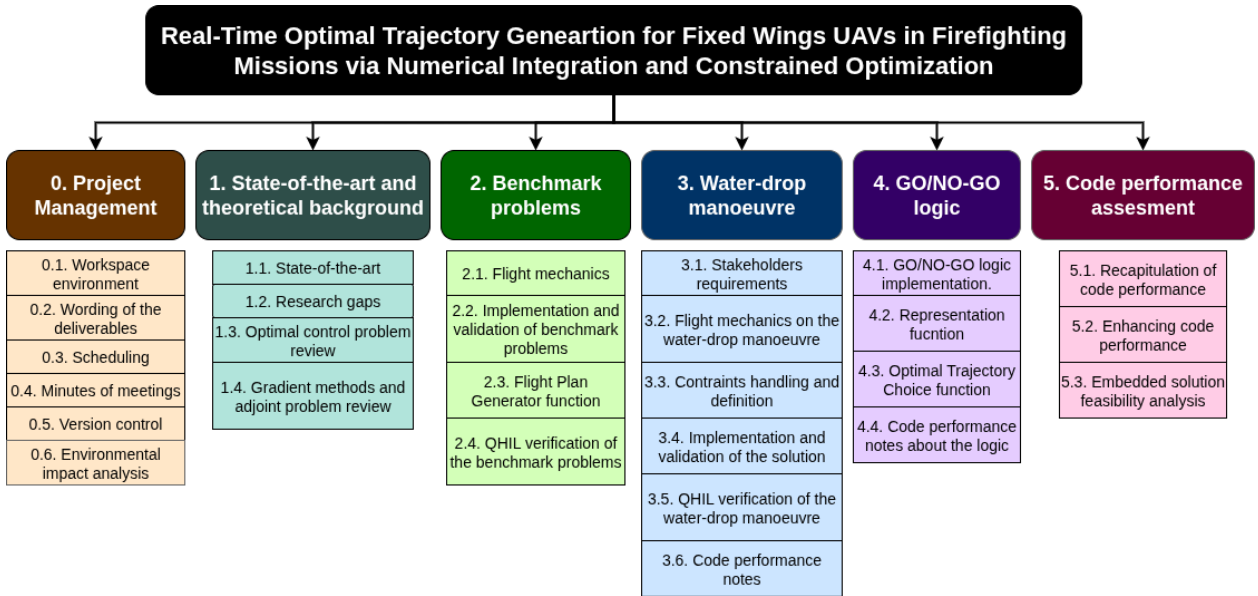 Real-Time Optimal Trajectory Geneartion for Fixed Wings UAVs in Firefighting
Missions via Numerical Integration and Constrained Optimization
0. Project
Management
0.1. Workspace
environment
0.2. Wording of the
deliverables
0.3. Scheduling
0.4. Minutes of meetings
0.5. Version control
0.6. Environmental
impact analysis
1. State-of-the-art and
theoretical background
1.1. State-of-the-art
1.2. Research gaps
1.3. Optimal control problem
review
1.4. Gradient methods and
adjoint problem review
2. Benchmark
problems
2.1. Flight mechanics
2.2. Implementation and
validation of benchmark
problems
2.3. Flight Plan
Generator function
2.4. QHIL verification of
the benchmark problems
3. Water-drop
manoeuvre
3.1. Stakeholders
requirements
3.2. Flight mechanics on the
water-drop manoeuvre
3.3. Contraints handling and
definition
3.4. Implementation and
validation of the solution
3.5. QHIL verification of the
water-drop manoeuvre
3.6. Code performance
notes
4. GO/NO-GO
logic
4.1. GO/NO-GO logic
implementation.
4.2. Representation
fucntion
4.3. Optimal Trajectory
Choice function
4.4. Code performance
notes about the logic
5. Code performance
assesment
5.1. Recapitulation of
code performance
5.2. Enhancing code
performance
5.3. Embedded solution
feasibility analysis